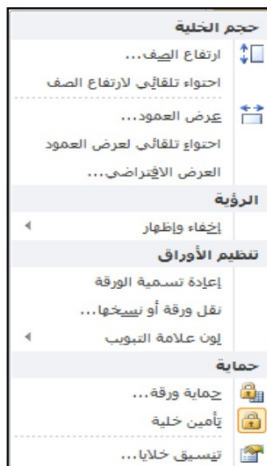 حجم الخلية
ارتفاع الصف...
احتواء تلقائي لارتفاع الصف
عرض العمود...
احتواء تلقائي لعرض العمود
العرض الافتراضي...
الرؤية
إخفاء وإظهار
تنظيم الأوراق
إعادة تسمية الورقة
نقل ورقة أو نسخها...
لون علامة التبويب
حماية
حماية ورقة...
تأمين خلية
تنسيق خلايا...